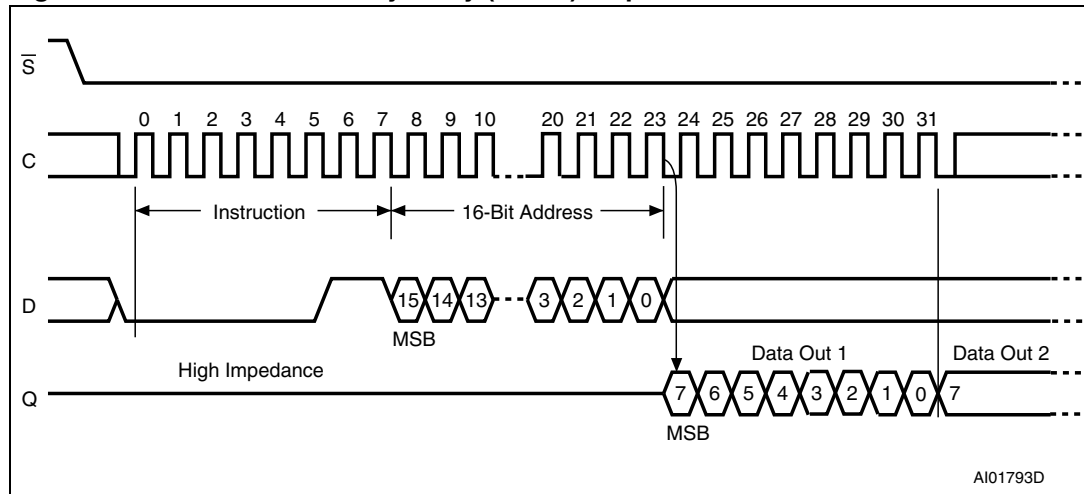 S
0 1 2 3 4 5 6 7 8 9 10 20 21 22 23 24 25 26 27 28 29 30 31
C
Instruction 16-Bit Address
D
15 14 13 3 2 1 0
MSB
High Impedance Data Out 1 Data Out 2
Q
7 6 5 4 3 2 1 0 7
MSB
AI01793D